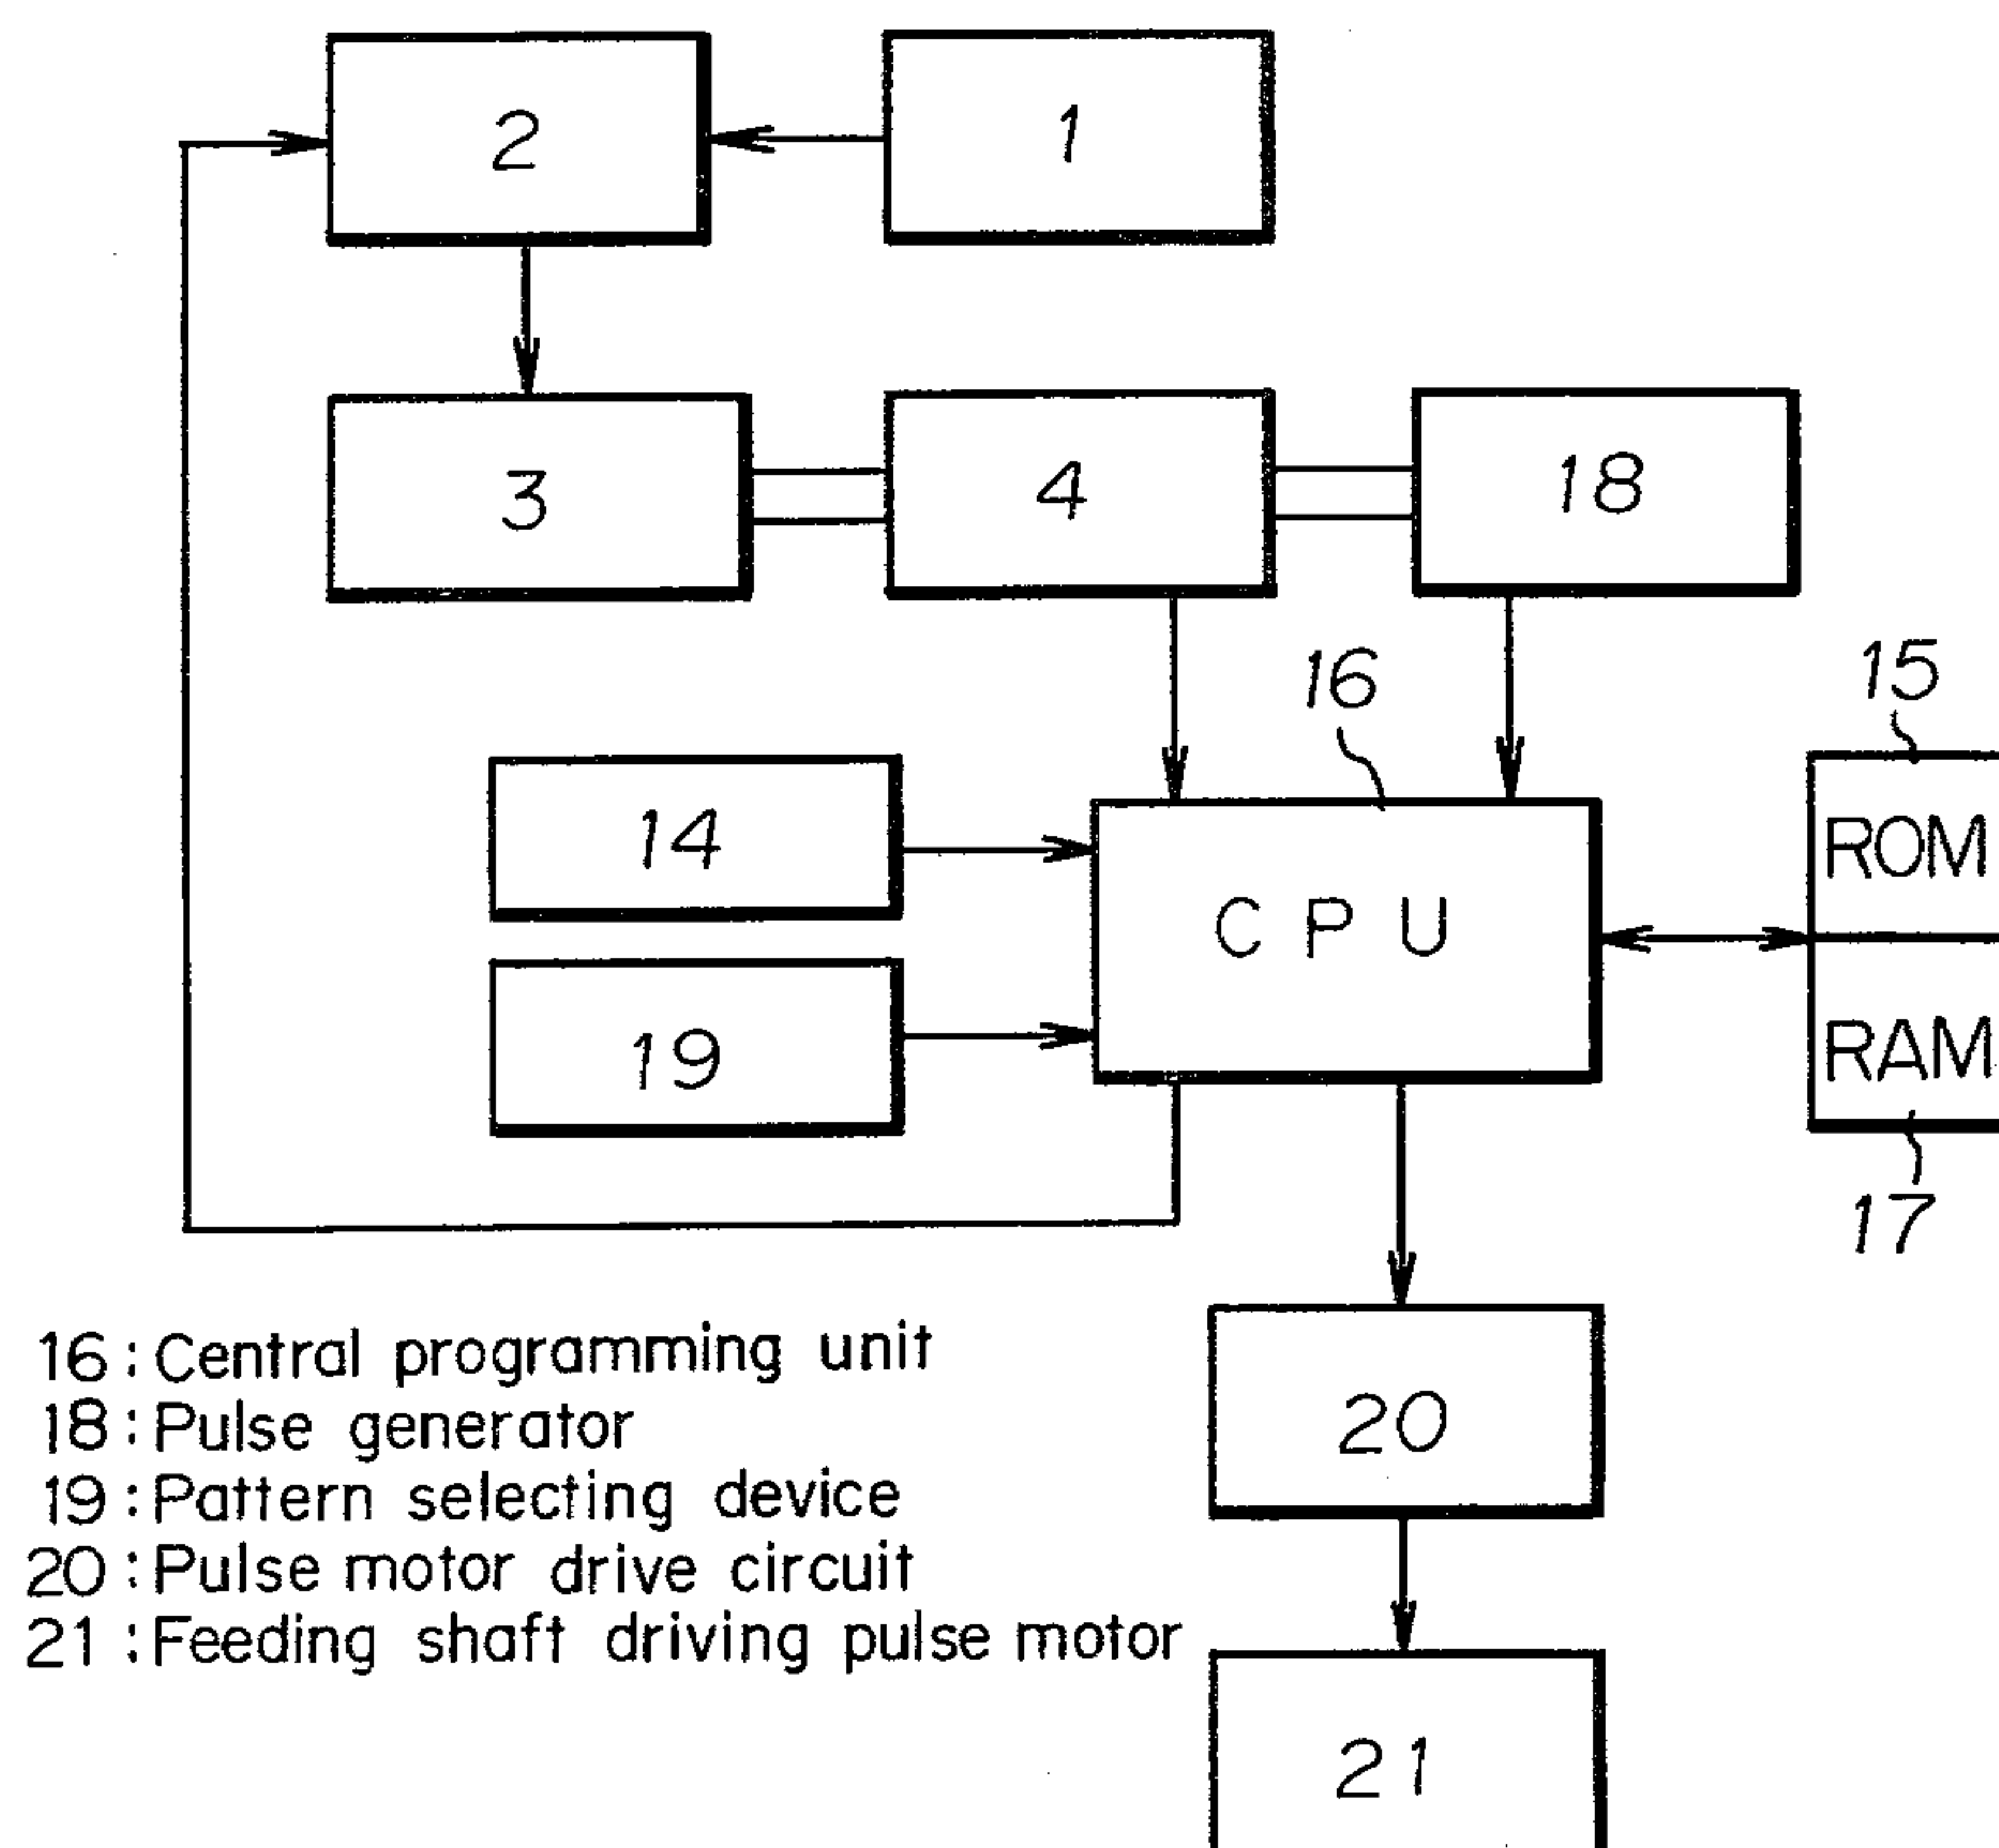 2
1
3
4
18
16
15
14
ROM
CPU
19
RAM
17
16 : Central programming unit
18 : Pulse generator
19 : Pattern selecting device
20 : Pulse motor drive circuit
21 : Feeding shaft driving pulse motor
20
21